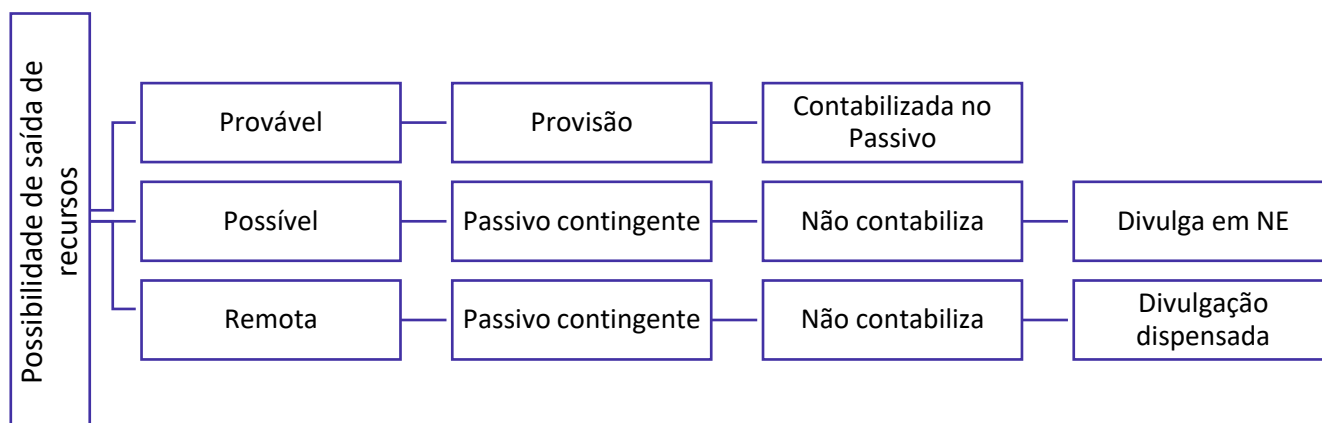 Possibilidade de saída de
recursos
Provável
Provisão
Contabilizada no
Passivo
Possível
Passivo contingente
Não contabiliza
Divulga em NE
Remota
Passivo contingente
Não contabiliza
Divulgação
dispensada